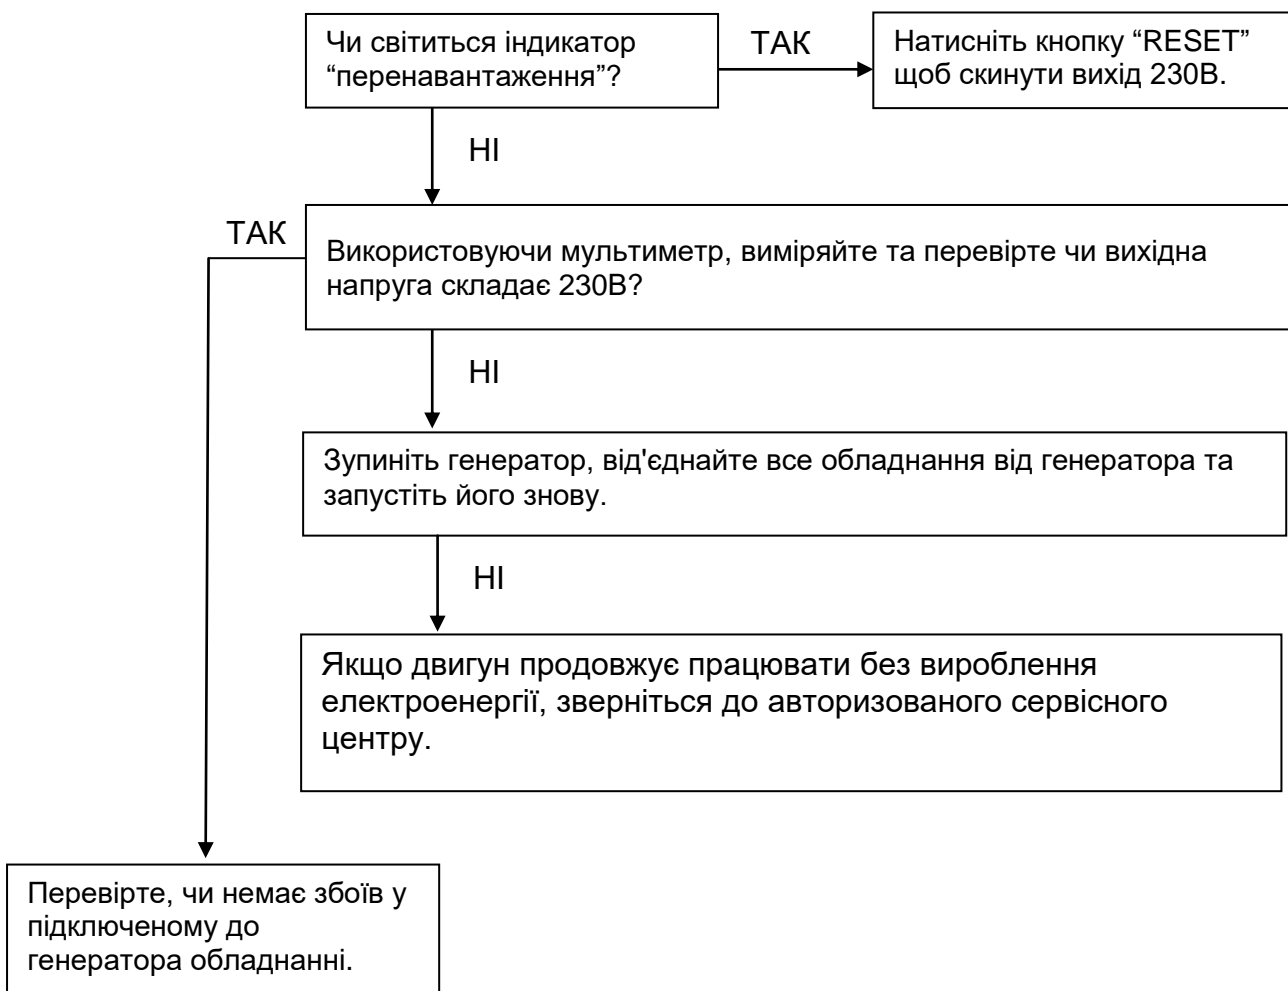 Чи світиться індикатор
“перенавантаження”?
ТАК
Натисніть кнопку “RESET”
щоб скинути вихід 230В.
НІ
ТАК
Використовуючи мультиметр, виміряйте та перевірте чи вихідна
напруга складає 230В?
НІ
Зупиніть генератор, від'єднайте все обладнання від генератора та
запустіть його знову.
НІ
Якщо двигун продовжує працювати без вироблення
електроенергії, зверніться до авторизованого сервісного
центру.
Перевірте, чи немає збоїв у
підключеному до
генератора обладнанні.